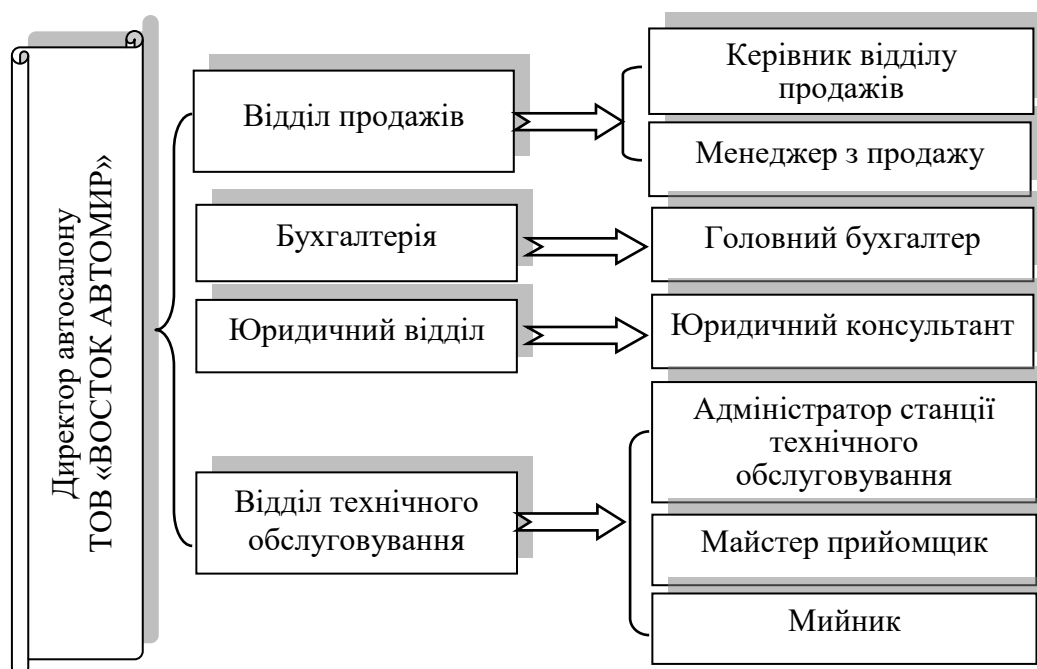 Директор автосалону
ТОВ «ВОСТОК АВТОМИР»
Відділ продажів
Керівник відділу
продажів
Менеджер з продажу
Бухгалтерія
Головний бухгалтер
Юридичний відділ
Юридичний консультант
Відділ технічного
обслуговування
Адміністратор станції
технічного
обслуговування
Майстер прийомщик
Мийник